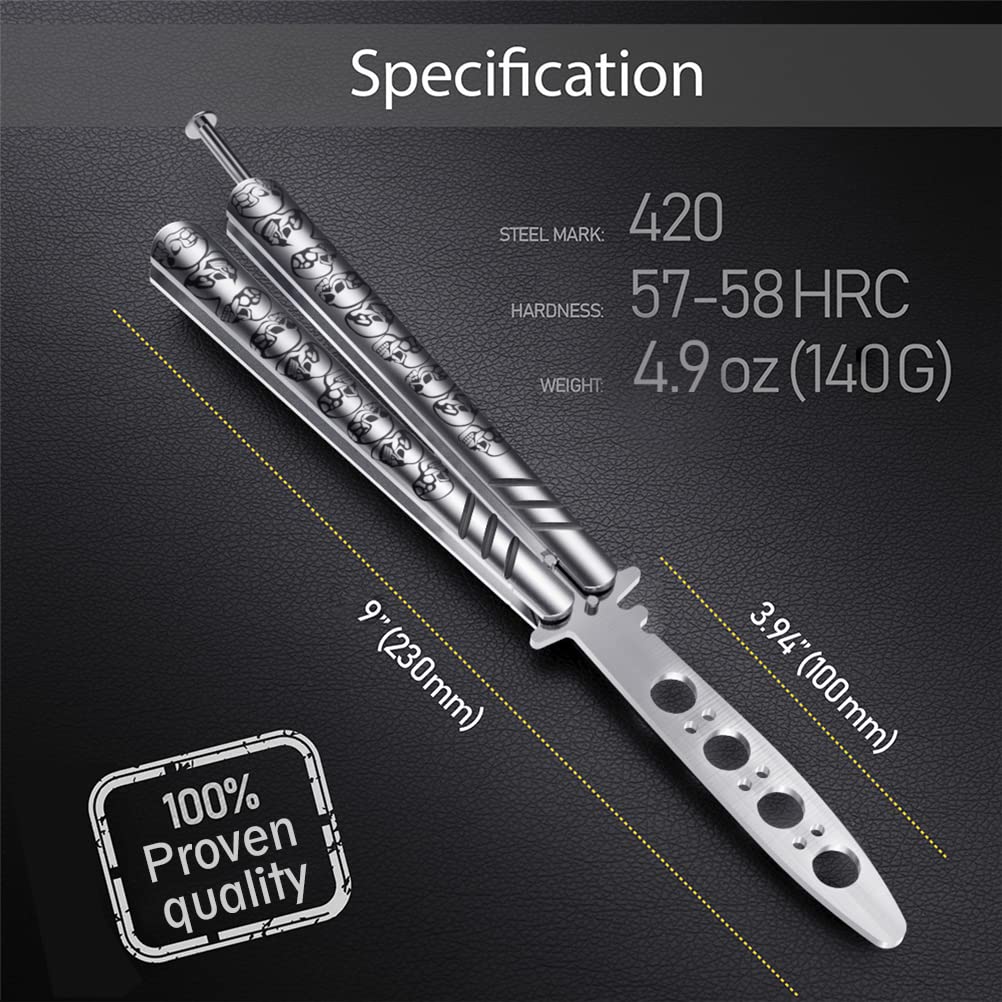 Specification
STEEL MARK: 420
HARDNESS: 57-58 HRC
WEIGHT: 4.9 oz (140G)
9” (230mm)
3.94” (100mm)
100%
Proven
quality